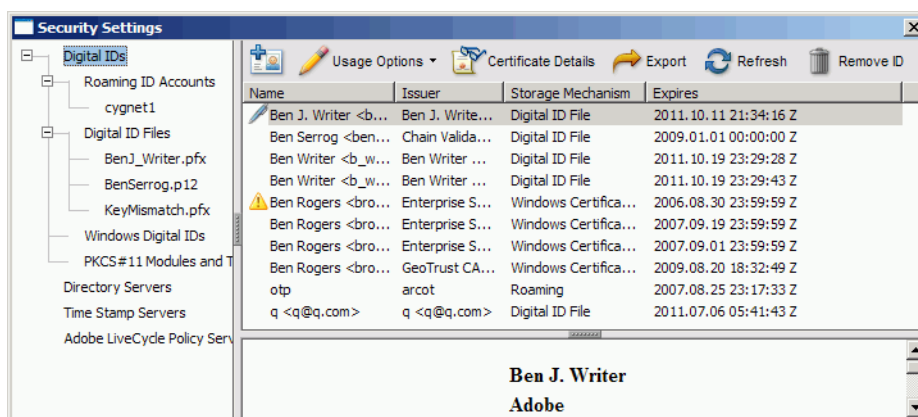 Security Settings
Digital IDs
Roaming ID Accounts
cygnet1
Digital ID Files
BenJ_Writer.pfx
BenSerrog.p12
KeyMismatch.pfx
Windows Digital IDs
PKCS#11 Modules and T
Directory Servers
Time Stamp Servers
Adobe LiveCycle Policy Serv
Usage Options Certificate Details Export Refresh Remove ID
Name Issuer Storage Mechanism Expires
Ben J. Writer <b... Ben J. Write... Digital ID File 2011.10.11 21:34:16 Z
Ben Serrog <ben... Chain Valida... Digital ID File 2009.01.01 00:00:00 Z
Ben Writer <b_w... Ben Writer ... Digital ID File 2011.10.19 23:29:28 Z
Ben Writer <b_w... Ben Writer ... Digital ID File 2011.10.19 23:29:43 Z
Ben Rogers <bro... Enterprise S... Windows Certifica... 2006.08.30 23:59:59 Z
Ben Rogers <bro... Enterprise S... Windows Certifica... 2007.09.19 23:59:59 Z
Ben Rogers <bro... Enterprise S... Windows Certifica... 2007.09.01 23:59:59 Z
Ben Rogers <bro... GeoTrust CA... Windows Certifica... 2009.08.20 18:32:49 Z
otp arcot Roaming 2007.08.25 23:17:33 Z
q <q@q.com> q <q@q.com> Digital ID File 2011.07.06 05:41:43 Z
Ben J. Writer
Adobe